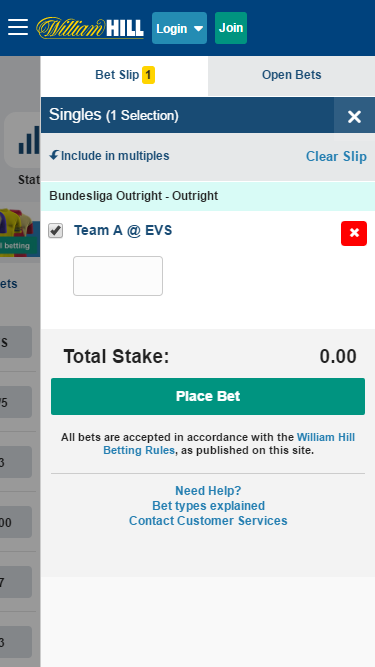 William HILL Login Join
Bet Slip 1 Open Bets
Singles (1 Selection)
Include in multiples Clear Slip
Stat
Bundesliga Outright - Outright
Team A @ EVS
l betting
ets
S
Total Stake: 0.00
/5
Place Bet
All bets are accepted in accordance with the William Hill
Betting Rules, as published on this site.
3
Need Help?
Bet types explained
Contact Customer Services
00
7
3